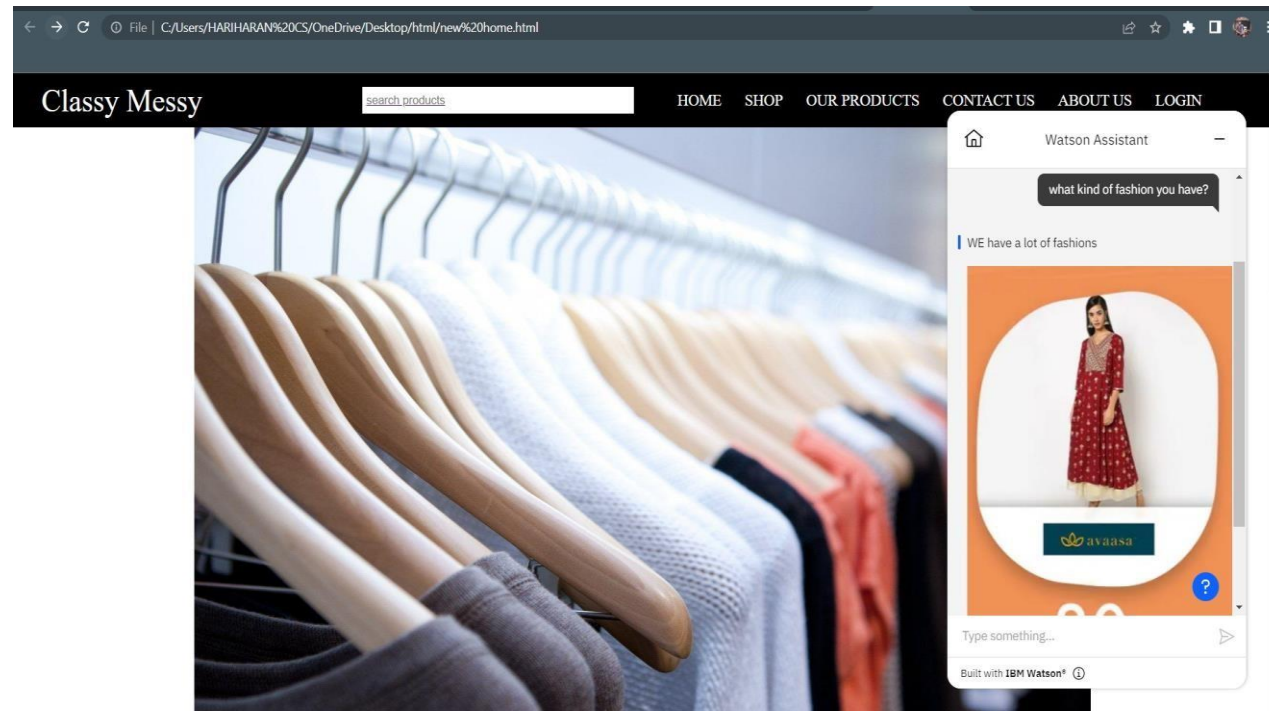 File | C:/Users/HARIHARAN%20CS/OneDrive/Desktop/html/new%20home.html
Classy Messy
search products
HOME SHOP OUR PRODUCTS CONTACT US ABOUT US LOGIN
Watson Assistant
what kind of fashion you have?
WE have a lot of fashions
avaasa
?
Type something...
Built with IBM Watson®